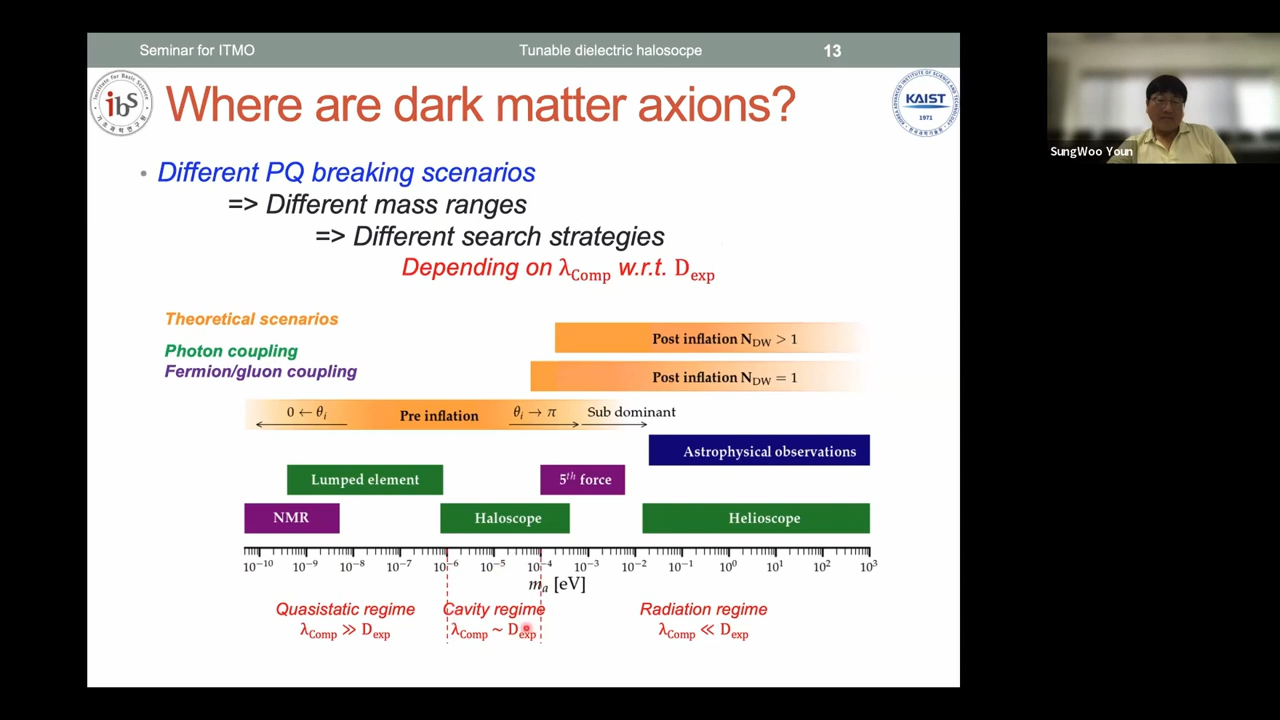 Seminar for ITMO
Tunable dielectric halosocpe
13
ibS
Where are dark matter axions?
KAIST
1971
SungWoo Youn
• Different PQ breaking scenarios
=> Different mass ranges
=> Different search strategies
Depending on λComp w.r.t. Dexp
Theoretical scenarios
Photon coupling
Fermion/gluon coupling
Post inflation NDW > 1
Post inflation NDW = 1
0 ← θi
Pre inflation
θi → π
Sub dominant
Astrophysical observations
Lumped element
5th force
NMR
Haloscope
Helioscope
10⁻¹⁰ 10⁻⁹ 10⁻⁸ 10⁻⁷ 10⁻⁶ 10⁻⁵ 10⁻⁴ 10⁻³ 10⁻² 10⁻¹ 10⁰ 10¹ 10² 10³
ma [eV]
Quasistatic regime
λComp ≫ Dexp
Cavity regime
λComp ~ Dexp
Radiation regime
λComp ≪ Dexp